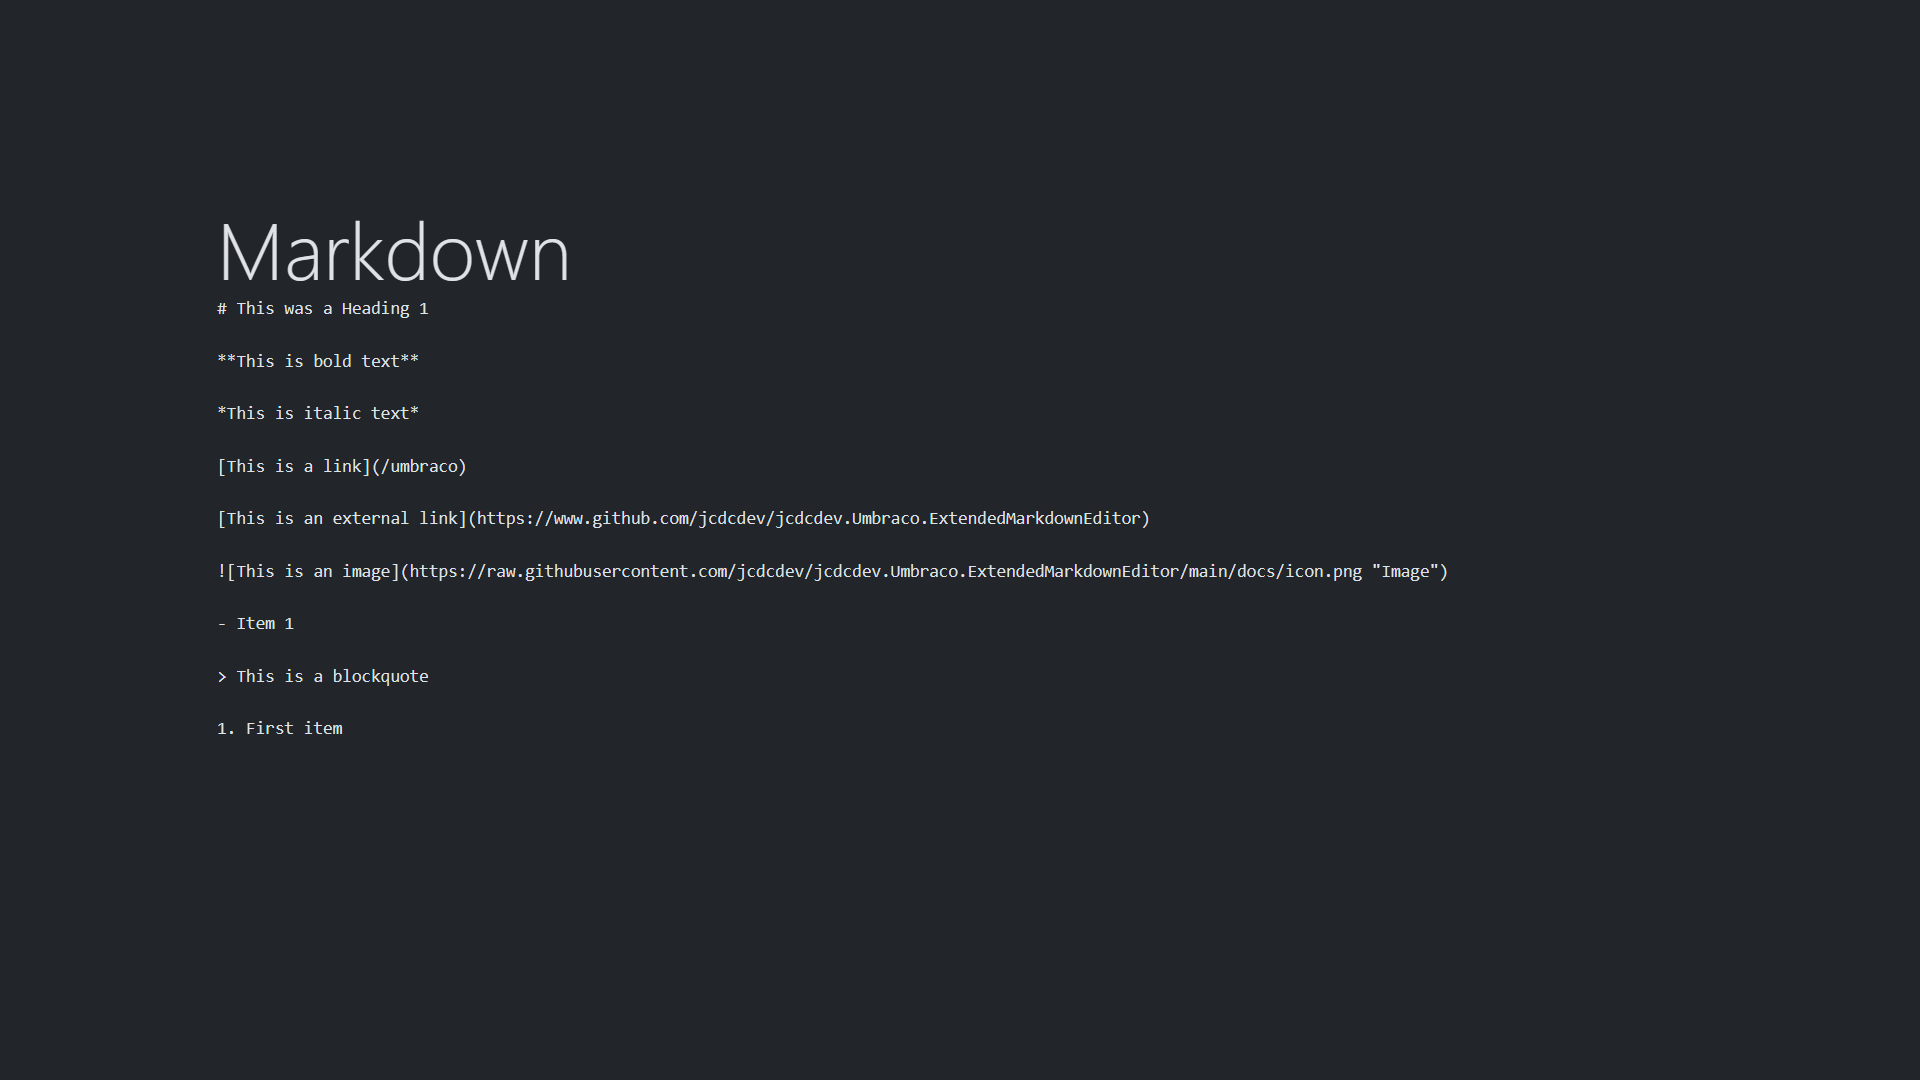 Markdown
# This was a Heading 1
**This is bold text**
*This is italic text*
[This is a link](/umbraco)
[This is an external link](https://www.github.com/jcdcdev/jcdcdev.Umbraco.ExtendedMarkdownEditor)
![This is an image](https://raw.githubusercontent.com/jcdcdev/jcdcdev.Umbraco.ExtendedMarkdownEditor/main/docs/icon.png "Image")
- Item 1
> This is a blockquote
1. First item